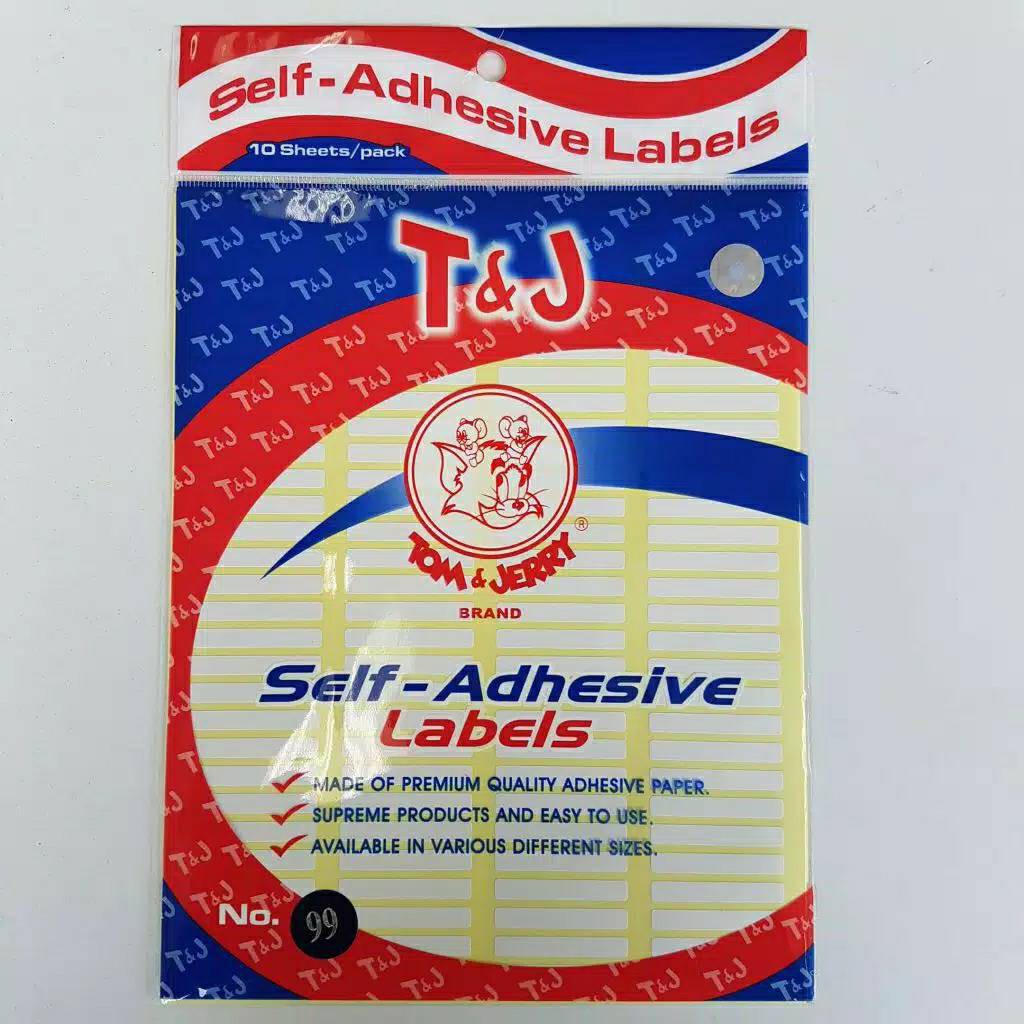 Self-Adhesive Labels
10 Sheets/pack
T&J
®
TOM & JERRY
BRAND
Self-Adhesive
Labels
MADE OF PREMIUM QUALITY ADHESIVE PAPER.
SUPREME PRODUCTS AND EASY TO USE.
AVAILABLE IN VARIOUS DIFFERENT SIZES.
No. 99